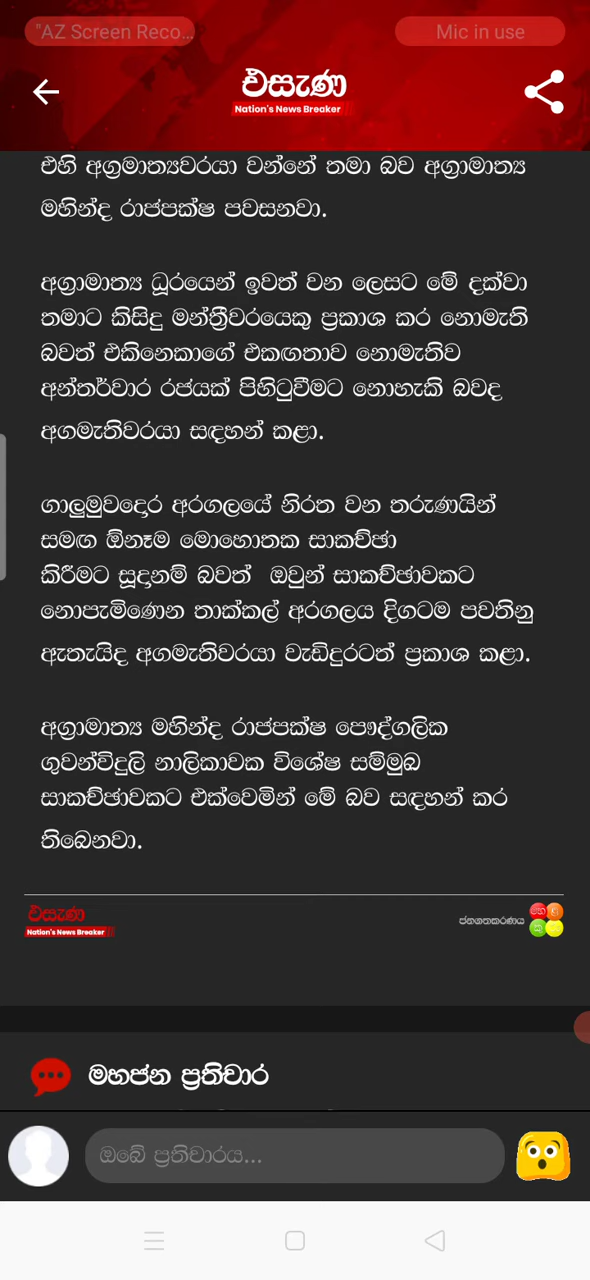 "AZ Screen Reco...
Mic in use
එසැණ
Nation's News Breaker
එහි අග්‍රමාත්‍යවරයා වන්නේ තමා බව අග්‍රාමාත්‍ය
මහින්ද රාජපක්ෂ පවසනවා.
අග්‍රාමාත්‍ය ධූරයෙන් ඉවත් වන ලෙසට මේ දක්වා
තමාට කිසිදු මන්ත්‍රීවරයෙකු ප්‍රකාශ කර නොමැති
බවත් එකිනෙකාගේ එකඟතාව නොමැතිව
අන්තර්වාර රජයක් පිහිටුවීමට නොහැකි බවද
අගමැතිවරයා සඳහන් කළා.
ගාලුමුවදොර අරගලයේ නිරත වන තරුණයින්
සමඟ ඕනෑම මොහොතක සාකච්ඡා
කිරීමට සූදානම් බවත් ඔවුන් සාකච්ඡාවකට
නොපැමිණෙන තාක්කල් අරගලය දිගටම පවතිනු
ඇතැයිද අගමැතිවරයා වැඩිදුරටත් ප්‍රකාශ කළා.
අග්‍රාමාත්‍ය මහින්ද රාජපක්ෂ පෞද්ගලික
ගුවන්විදුලි නාලිකාවක විශේෂ සම්මුඛ
සාකච්ඡාවකට එක්වෙමින් මේ බව සඳහන් කර
තිබෙනවා.
එසැණ
Nation's News Breaker
ජනගතකරණය
හෙ ළ
කු රු
මහජන ප්‍රතිචාර
ඔබේ ප්‍රතිචාරය...